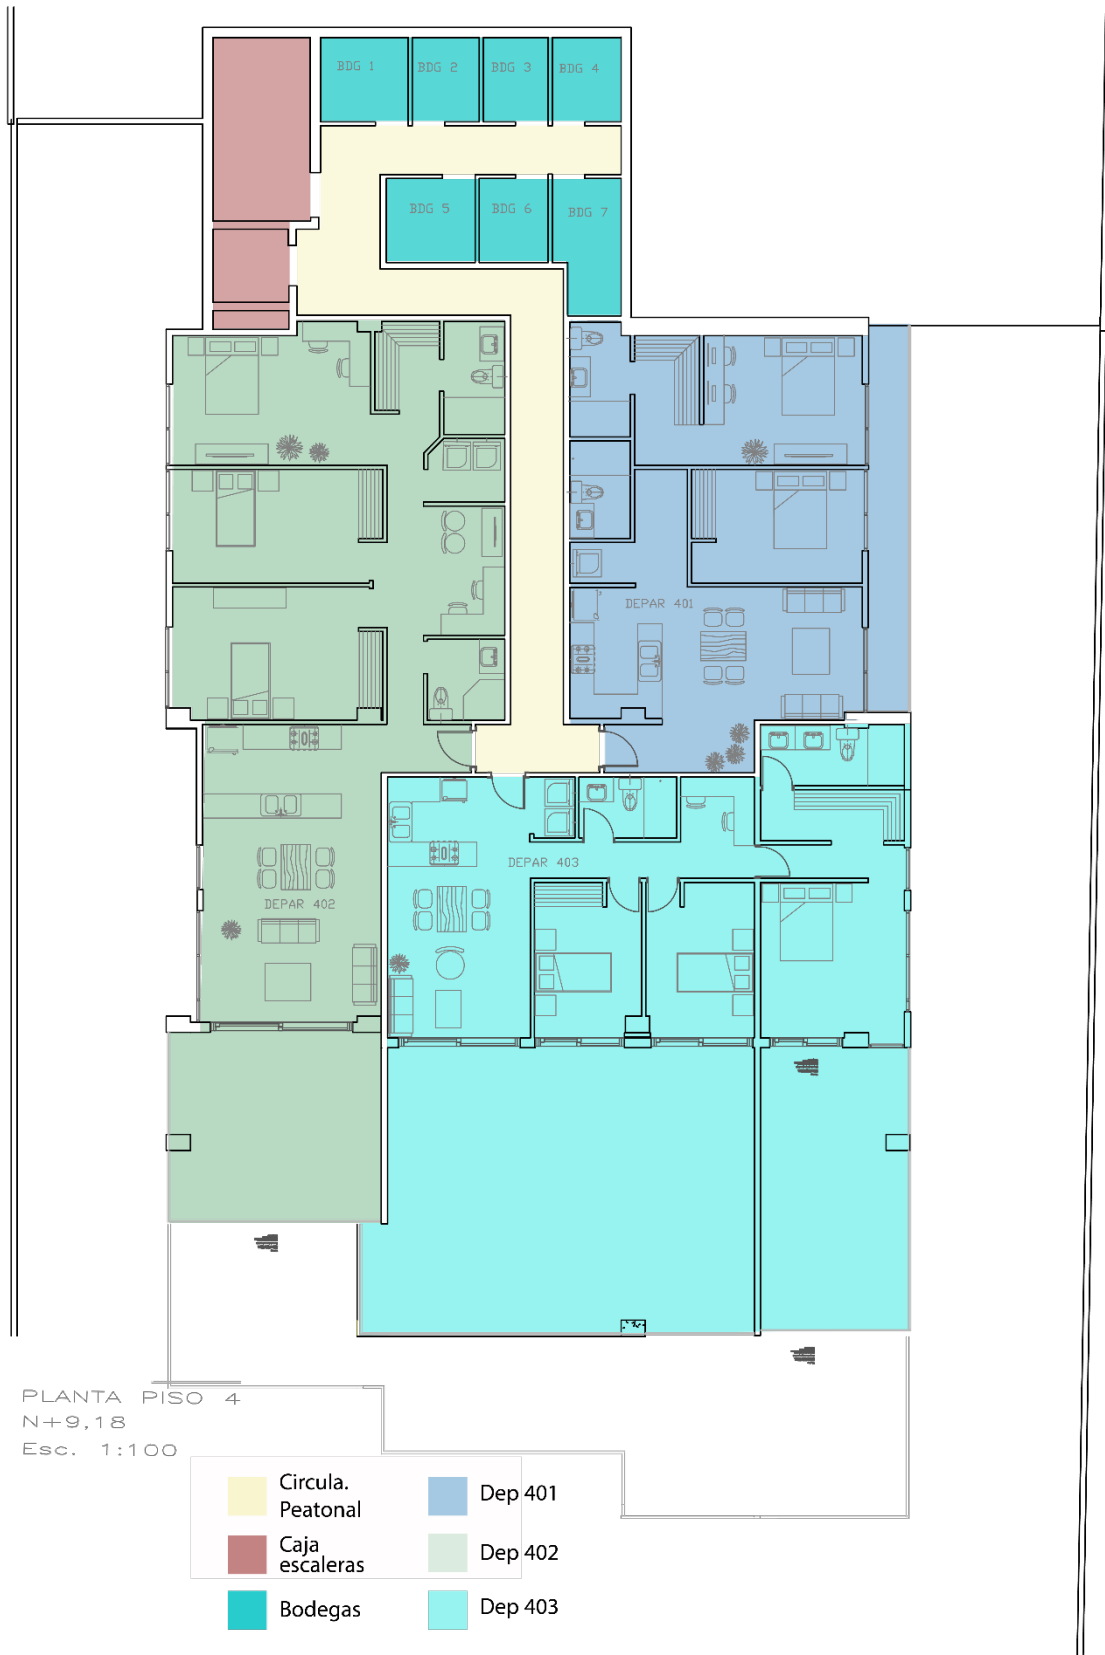 BDG 1
BDG 2
BDG 3
BDG 4
BDG 5
BDG 6
BDG 7
DEPAR 401
DEPAR 403
DEPAR 402
PLANTA PISO 4
N+9,18
Esc. 1:100
Circula.
Peatonal
Dep 401
Caja
escaleras
Dep 402
Bodegas
Dep 403